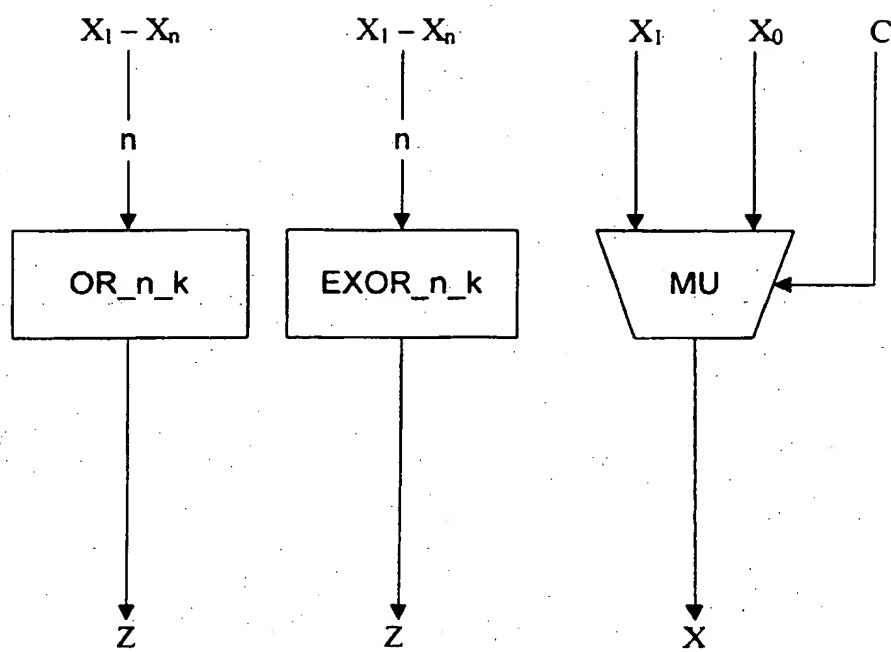 X₁ – Xₙ
X₁ – Xₙ
X₁
X₀
C
n
n
OR_n_k
EXOR_n_k
MU
Z
Z
X